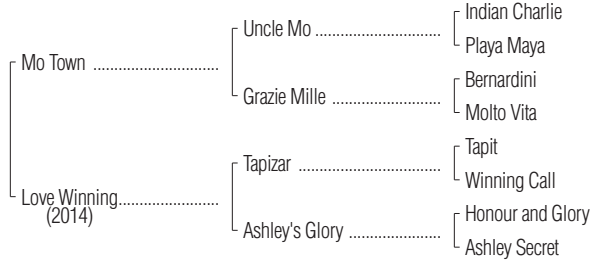 Indian Charlie
Uncle Mo
Playa Maya
Mo Town
Bernardini
Grazie Mille
Molto Vita
Tapit
Tapizar
Winning Call
Love Winning
(2014)
Honour and Glory
Ashley's Glory
Ashley Secret